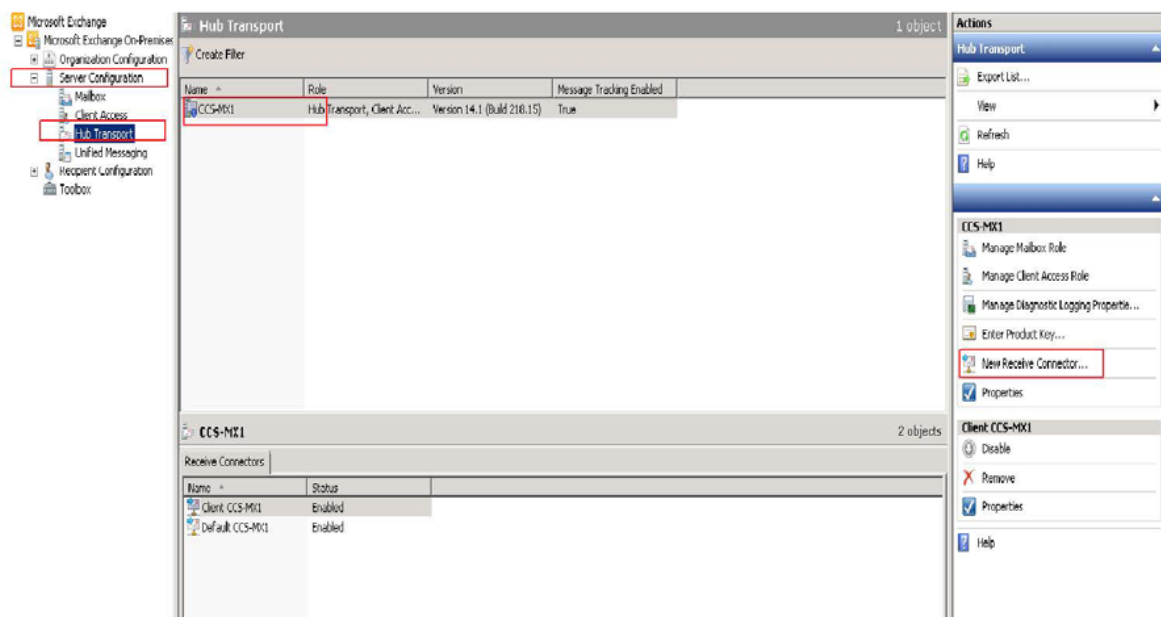 Microsoft Exchange
Microsoft Exchange On-Premises
Organization Configuration
Server Configuration
Mailbox
Client Access
Hub Transport
Unified Messaging
Recipient Configuration
Toolbox
Hub Transport 1 object
Create Filter
Name Role Version Message Tracking Enabled
CCS-MX1 Hub Transport, Client Acc... Version 14.1 (Build 218.15) True
CCS-MX1 2 objects
Receive Connectors
Name Status
Client CCS-MX1 Enabled
Default CCS-MX1 Enabled
Actions
Hub Transport
Export List...
View
Refresh
Help
CCS-MX1
Manage Mailbox Role
Manage Client Access Role
Manage Diagnostic Logging Propertie...
Enter Product Key...
New Receive Connector...
Properties
Client CCS-MX1
Disable
Remove
Properties
Help